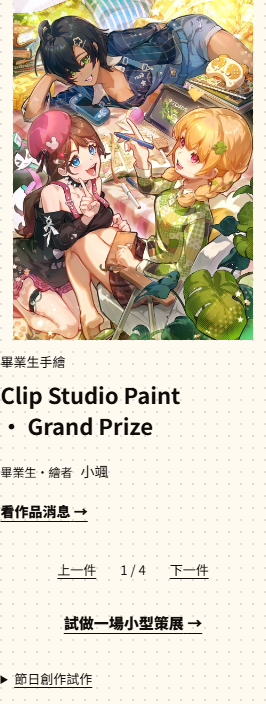 畢業生手繪
Clip Studio Paint
・ Grand Prize
畢業生・繪者 小颯
看作品消息 →
上一件 1 / 4 下一件
試做一場小型策展 →
▶ 節日創作試作